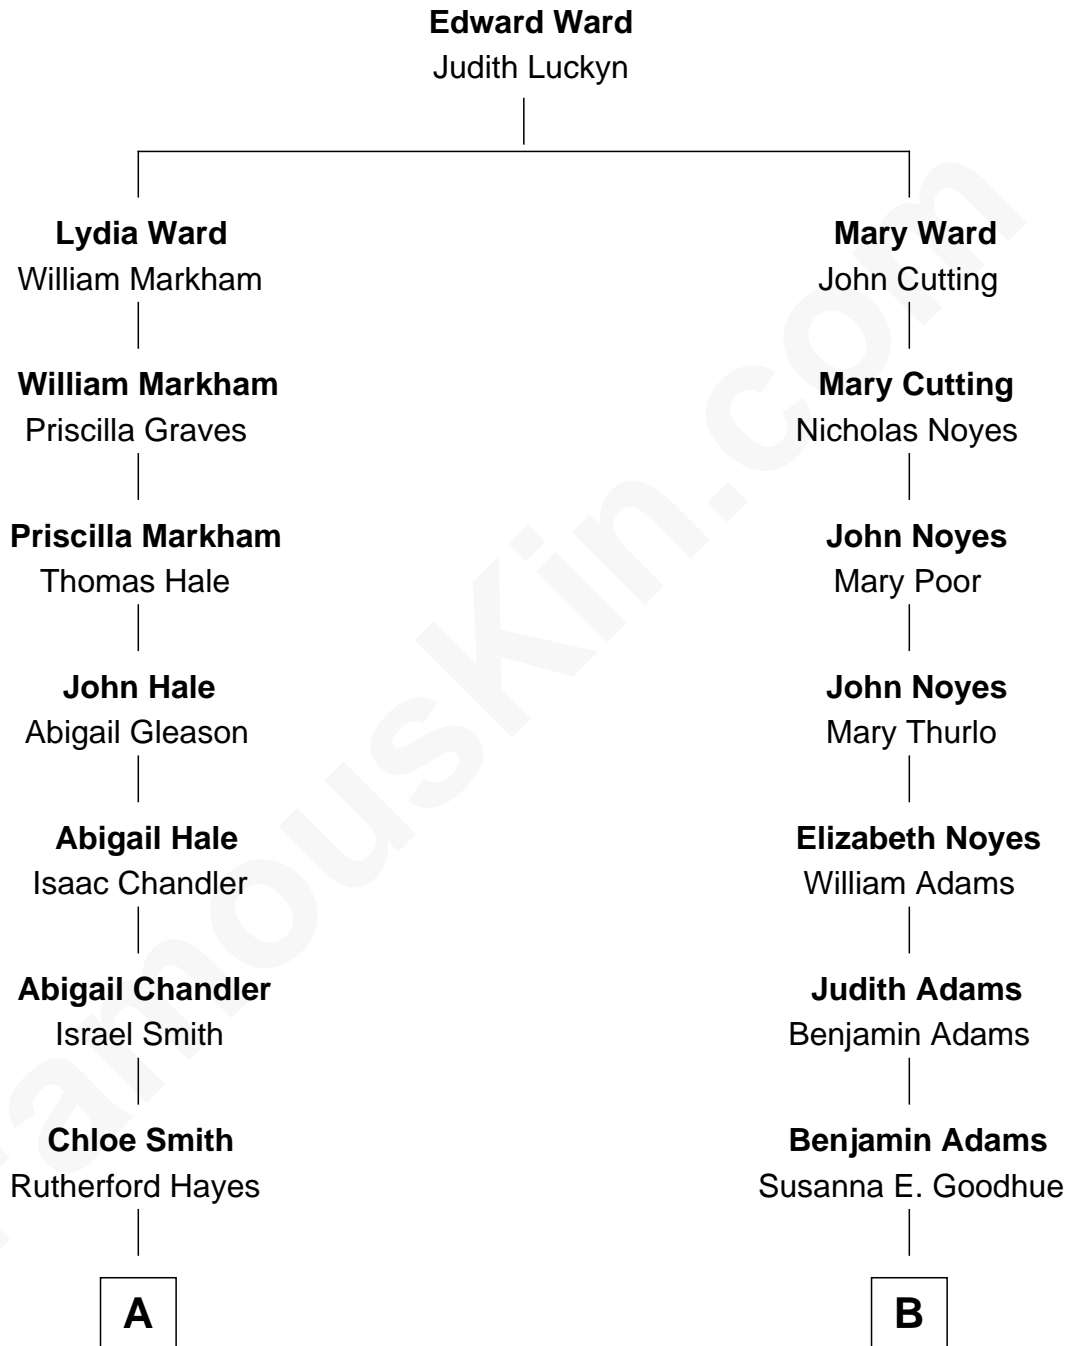 Edward Ward
Judith Luckyn
Lydia Ward
William Markham
William Markham
Priscilla Graves
Priscilla Markham
Thomas Hale
John Hale
Abigail Gleason
Abigail Hale
Isaac Chandler
Abigail Chandler
Israel Smith
Chloe Smith
Rutherford Hayes
A
Mary Ward
John Cutting
Mary Cutting
Nicholas Noyes
John Noyes
Mary Poor
John Noyes
Mary Thurlo
Elizabeth Noyes
William Adams
Judith Adams
Benjamin Adams
Benjamin Adams
Susanna E. Goodhue
B
FamousKin.com